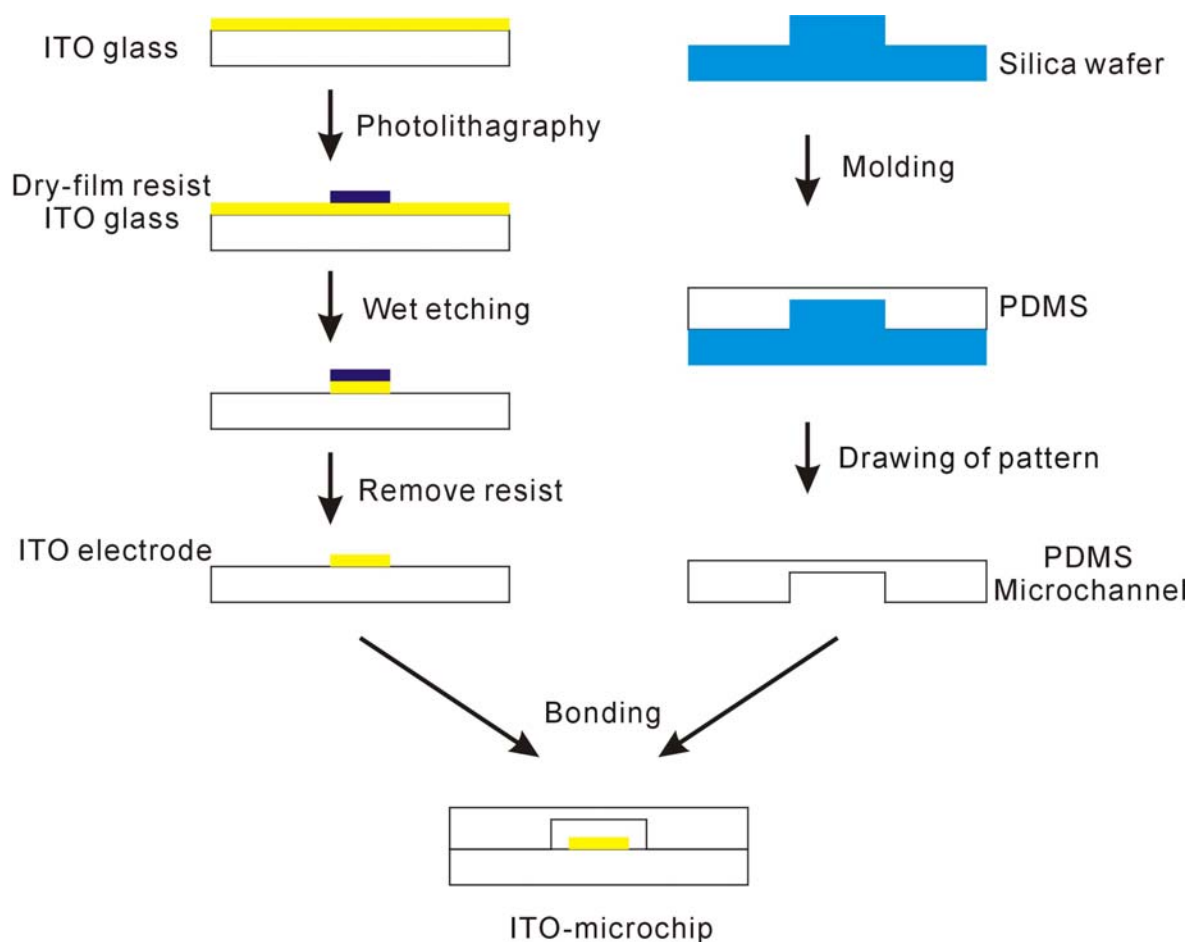 ITO glass
Photolithagraphy
Dry-film resist
ITO glass
Wet etching
Remove resist
ITO electrode
Silica wafer
Molding
PDMS
Drawing of pattern
PDMS
Microchannel
Bonding
ITO-microchip